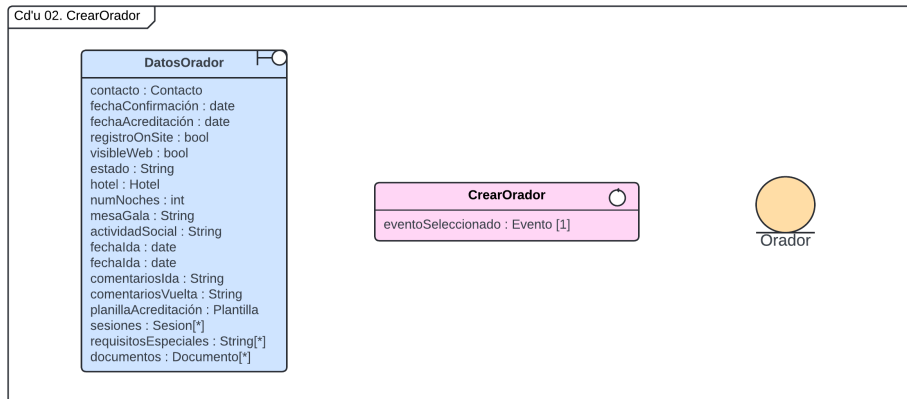 Cd'u 02. CrearOrador
DatosOrador
contacto : Contacto
fechaConfirmación : date
fechaAcreditación : date
registroOnSite : bool
visibleWeb : bool
estado : String
hotel : Hotel
numNoches : int
mesaGala : String
actividadSocial : String
fechaIda : date
fechaIda : date
comentariosIda : String
comentariosVuelta : String
planillaAcreditación : Plantilla
sesiones : Sesion[*]
requisitosEspeciales : String[*]
documentos : Documento[*]
CrearOrador
eventoSeleccionado : Evento [1]
Orador